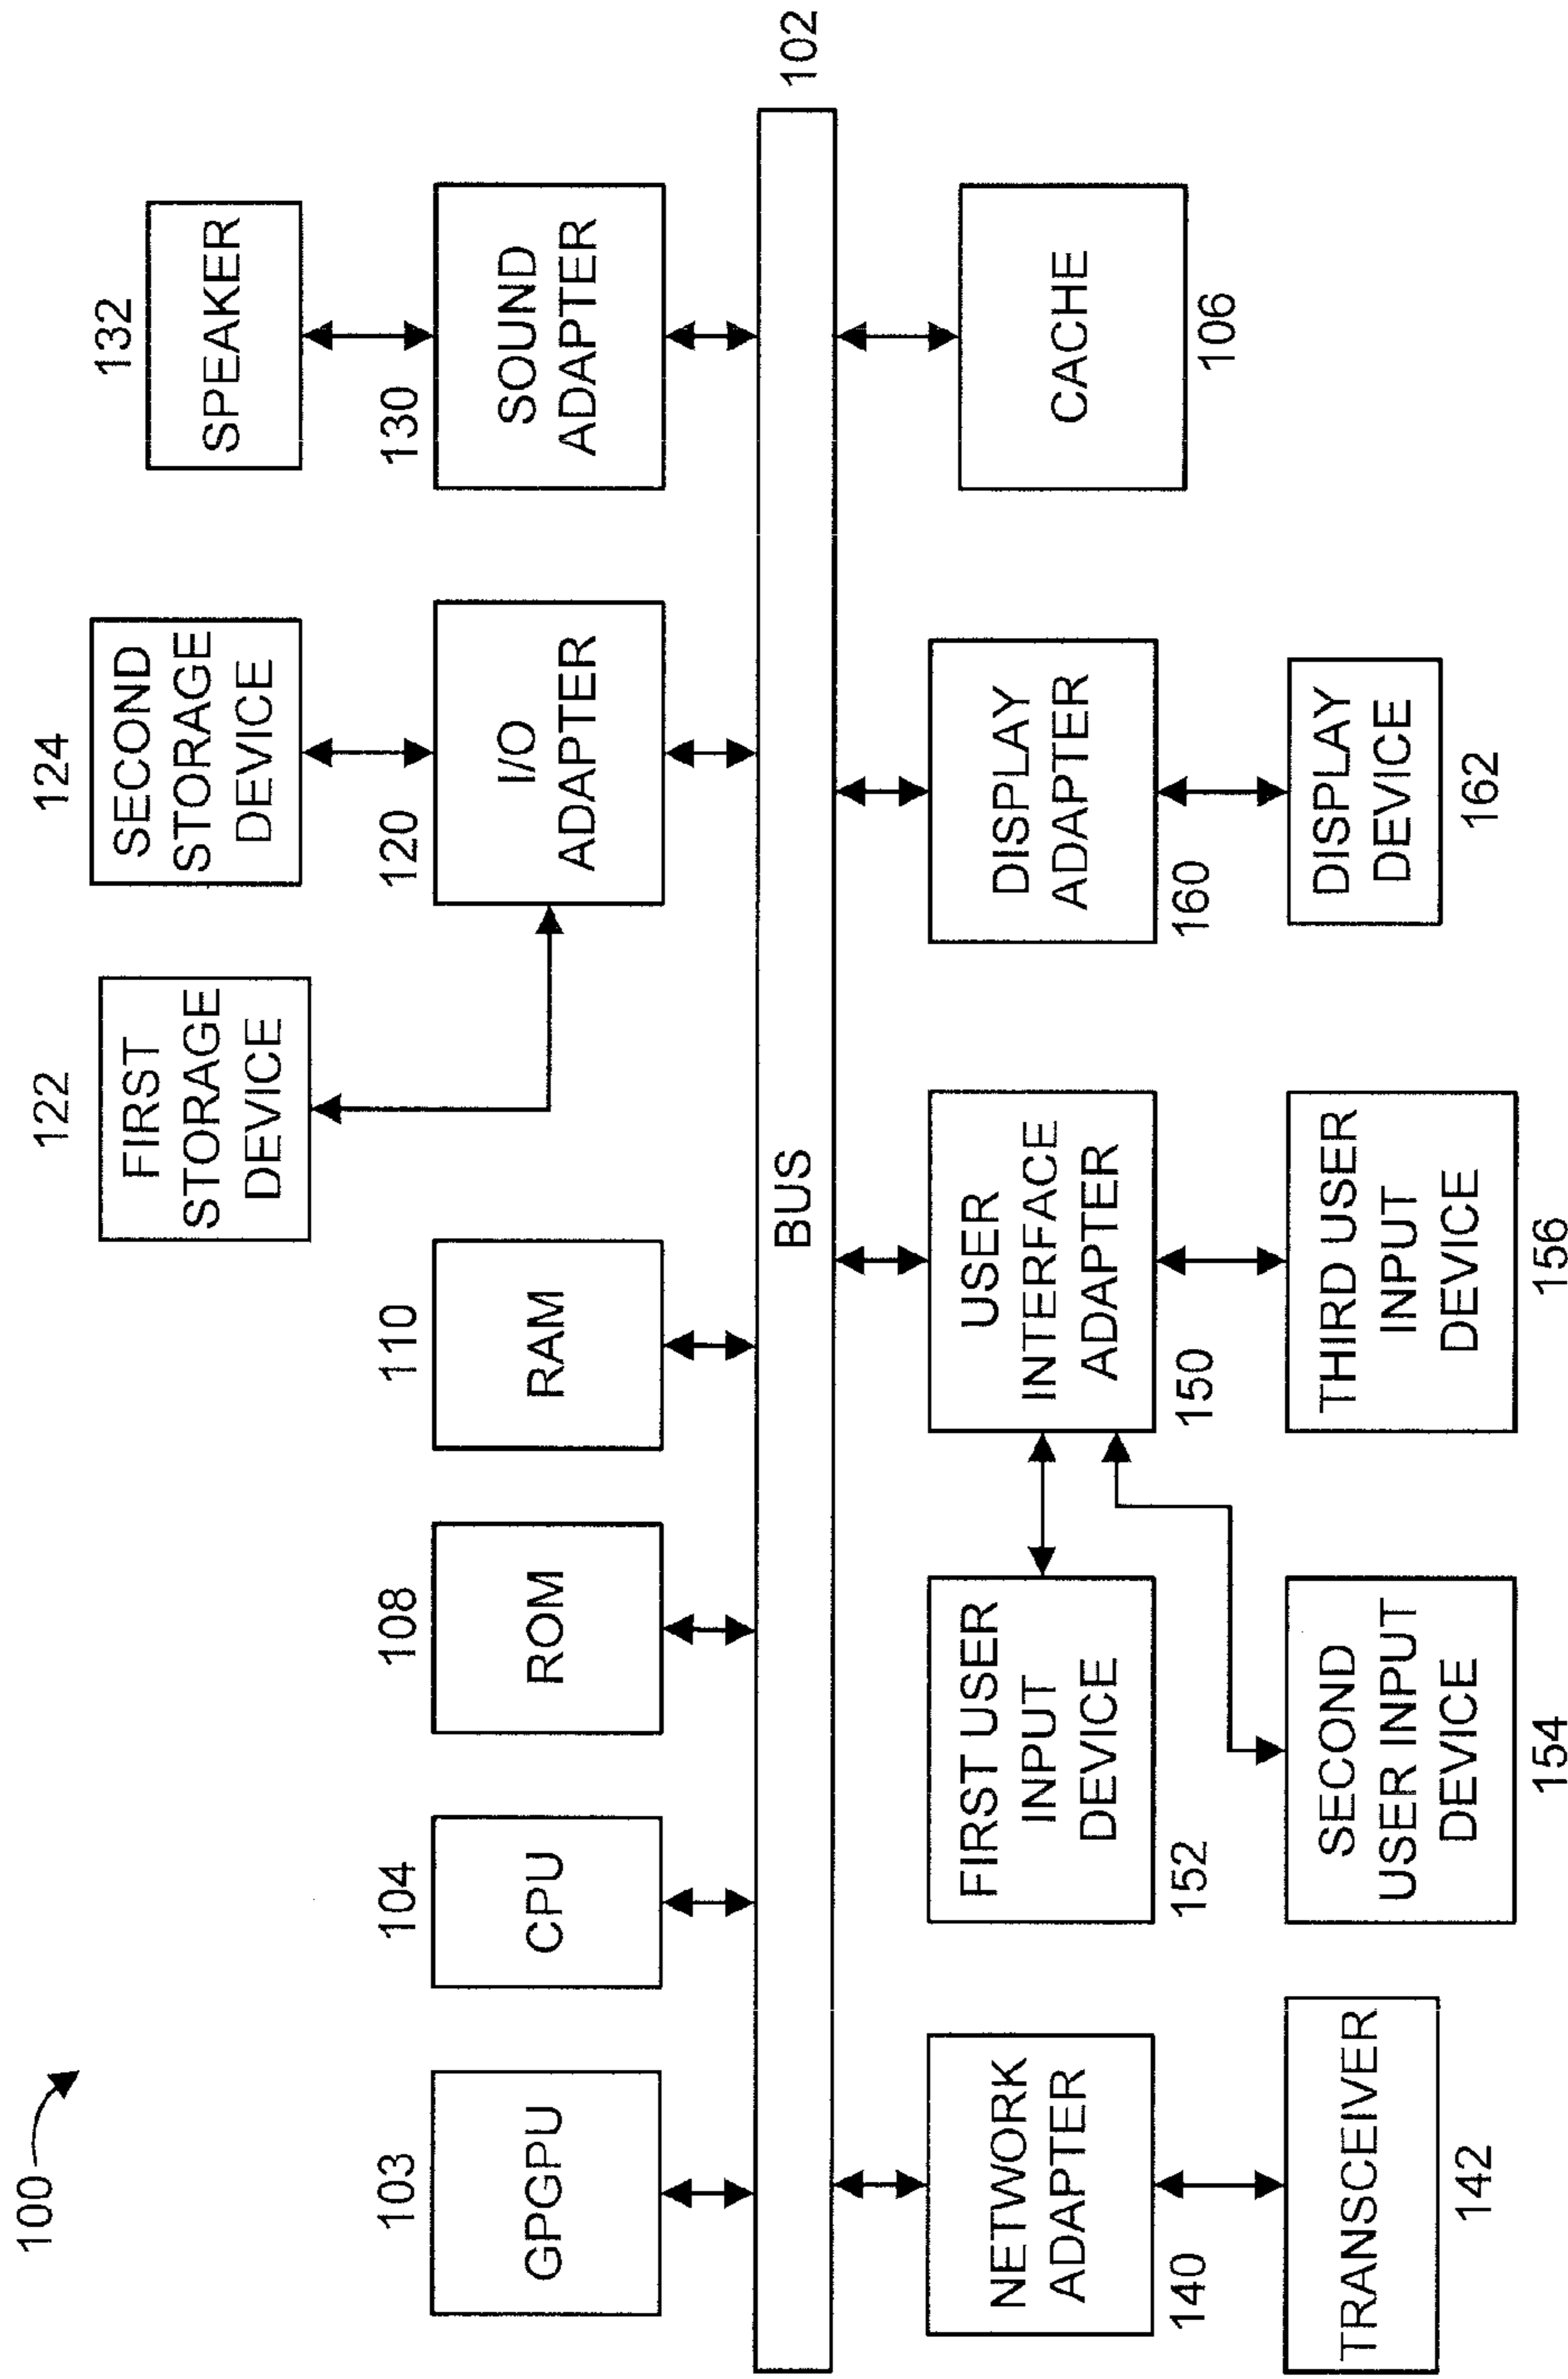 100
132
SPEAKER
124
SECOND
STORAGE
DEVICE
122
FIRST
STORAGE
DEVICE
103
GPGPU
104
CPU
108
ROM
110
RAM
120
I/O
ADAPTER
130
SOUND
ADAPTER
BUS
102
NETWORK
ADAPTER
140
FIRST USER
INPUT
DEVICE
152
USER
INTERFACE
ADAPTER
150
DISPLAY
ADAPTER
160
CACHE
106
TRANSCEIVER
142
SECOND
USER INPUT
DEVICE
154
THIRD USER
INPUT
DEVICE
156
DISPLAY
DEVICE
162